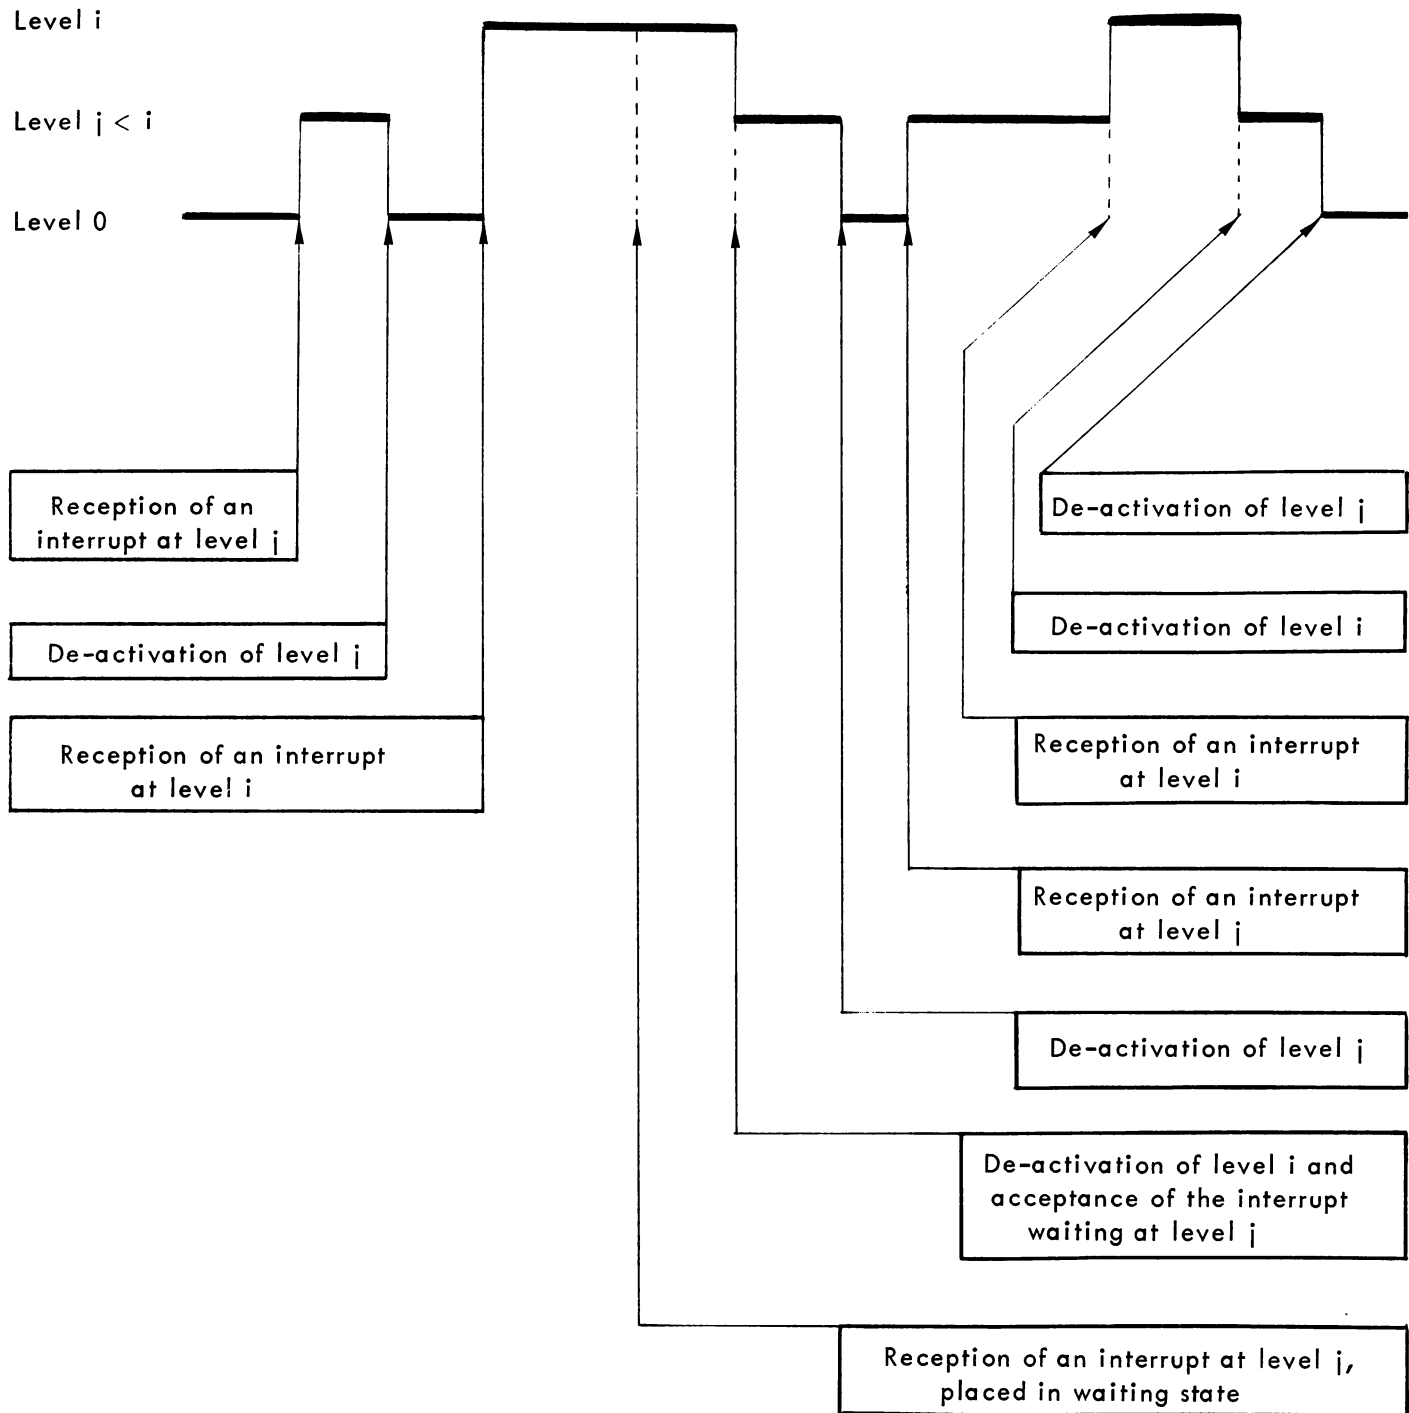 Level i
Level j < i
Level 0
Reception of an
interrupt at level j
De-activation of level j
Reception of an interrupt
at level i
De-activation of level j
De-activation of level i
Reception of an interrupt
at level i
Reception of an interrupt
at level j
De-activation of level j
De-activation of level i and
acceptance of the interrupt
waiting at level j
Reception of an interrupt at level j,
placed in waiting state